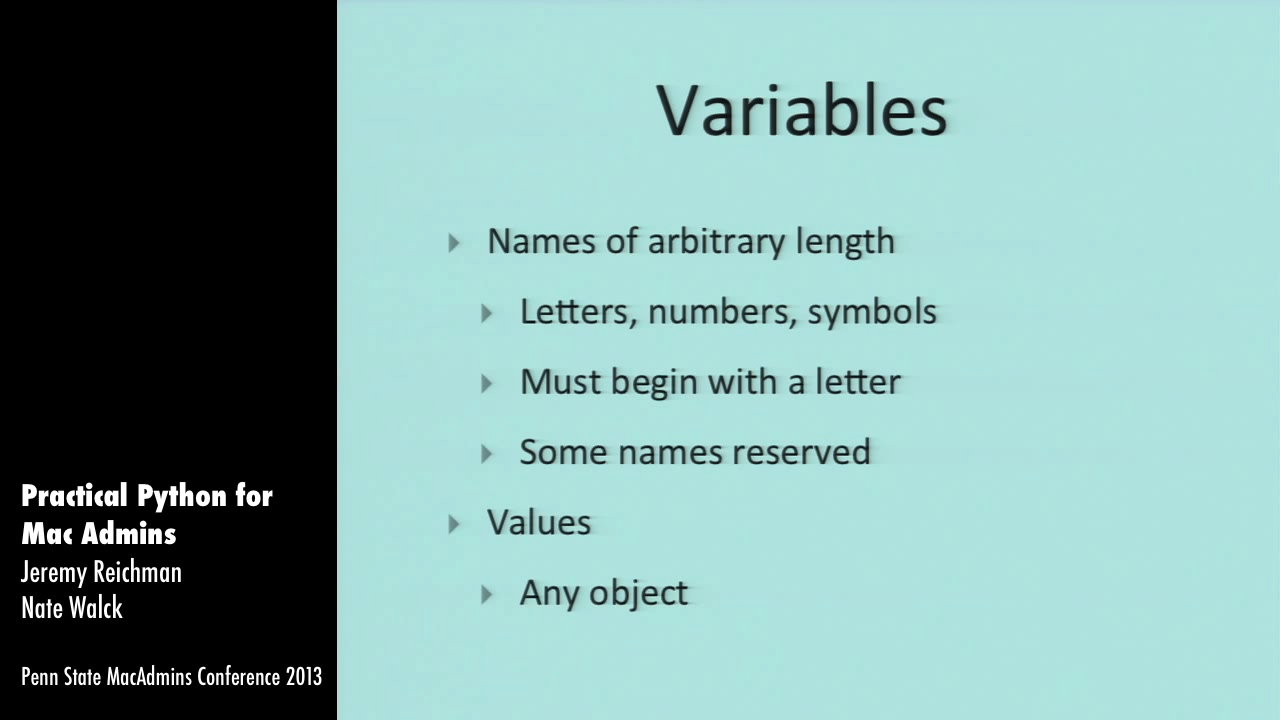 Variables
Names of arbitrary length
Letters, numbers, symbols
Must begin with a letter
Some names reserved
Values
Any object
Practical Python for
Mac Admins
Jeremy Reichman
Nate Walck
Penn State MacAdmins Conference 2013